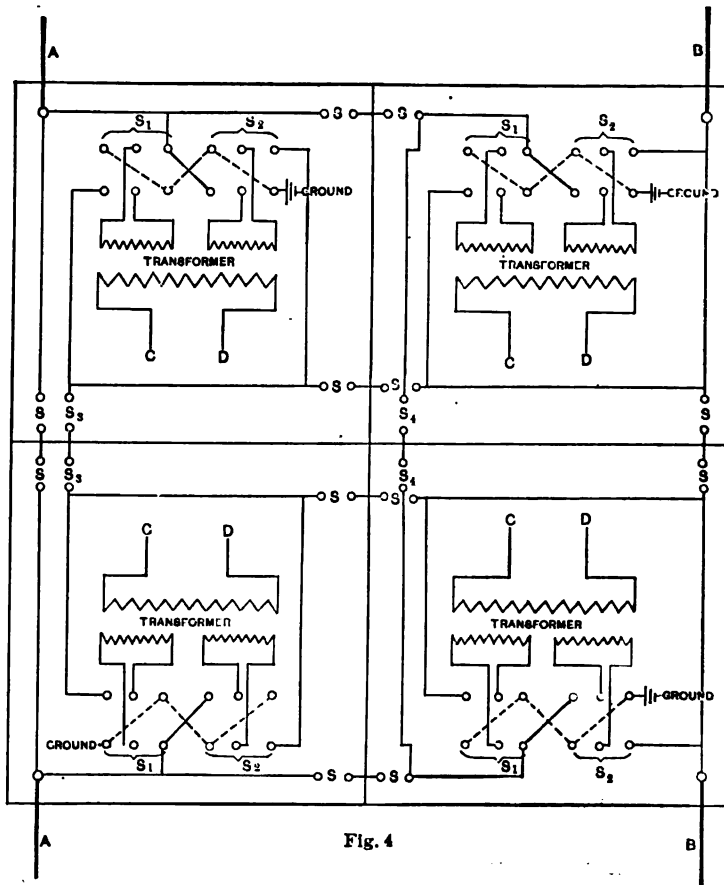 A B
S S
S₁ S₂ S₁ S₂
GROUND GROUND
TRANSFORMER TRANSFORMER
C D C D
S S
S S₃ S₄ S
S S₃ S₄ S
S S
C D C D
TRANSFORMER TRANSFORMER
GROUND
GROUND
S₁ S₂ S₁ S₂
S S
A B
Fig. 4